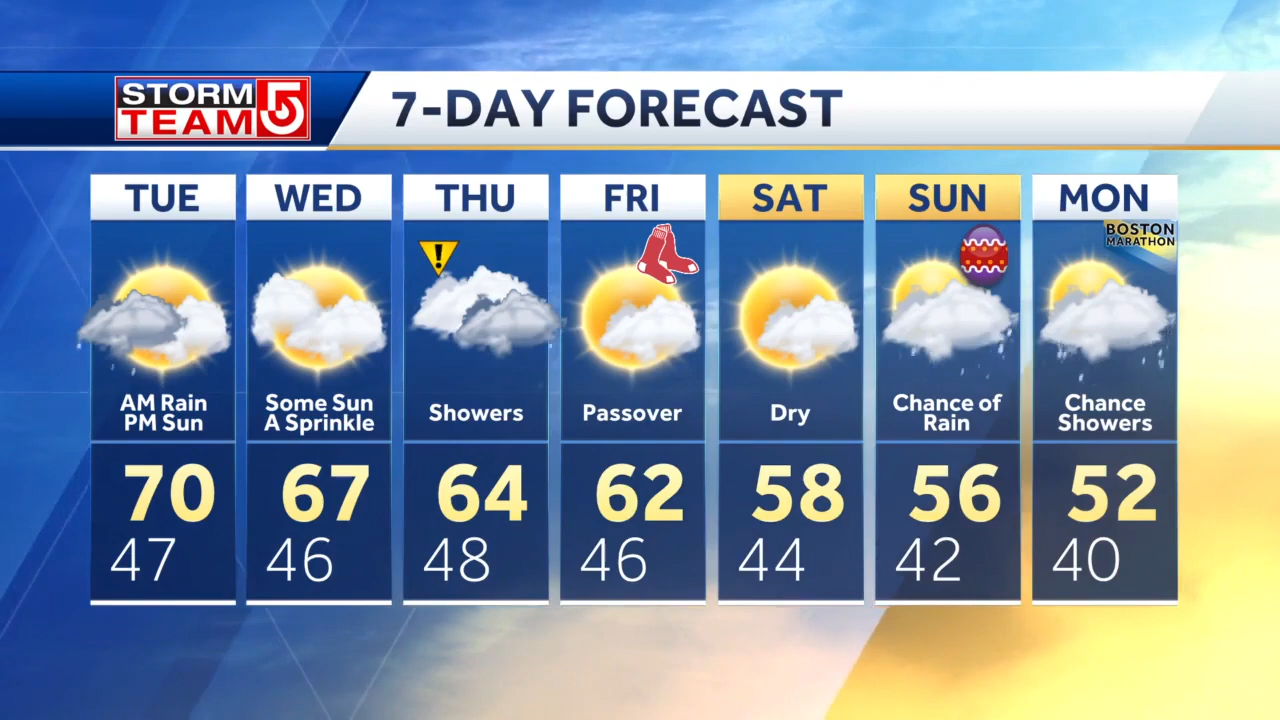 STORM
TEAM 5
7-DAY FORECAST
TUE
WED
THU
FRI
SAT
SUN
MON
!
BOSTON
MARATHON
AM Rain
PM Sun
Some Sun
A Sprinkle
Showers
Passover
Dry
Chance of
Rain
Chance
Showers
70
67
64
62
58
56
52
47
46
48
46
44
42
40